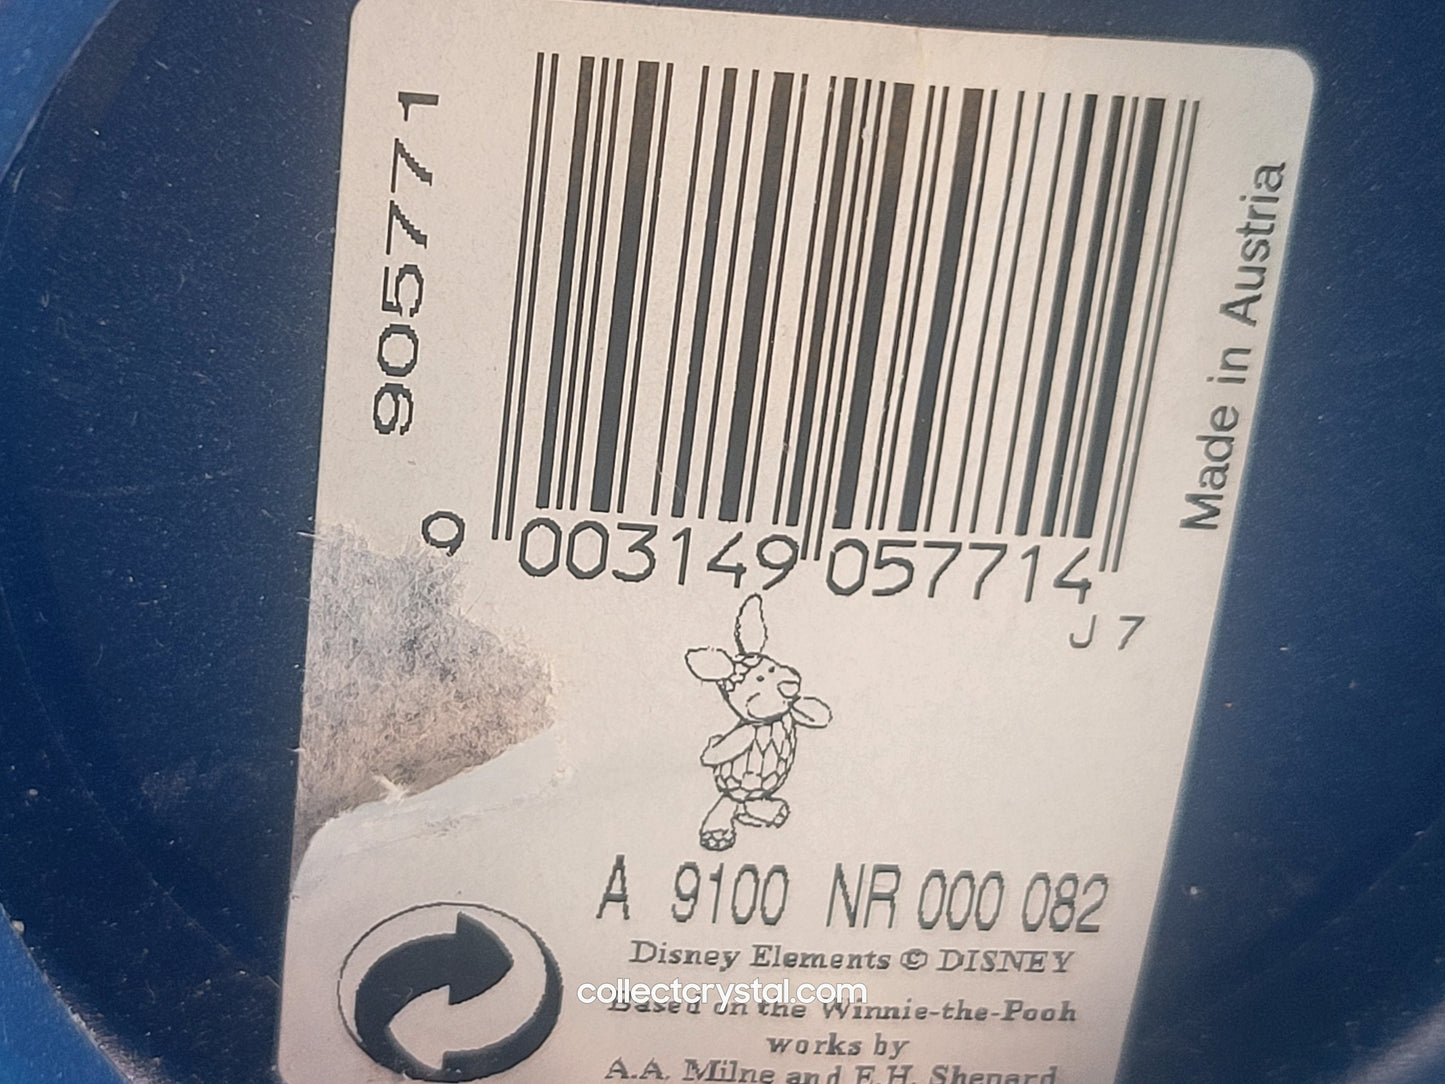 905771
9 003149 057714
Made in Austria
J 7
A 9100 NR 000 082
Disney Elements © DISNEY
collectcrystal.com
Based on the Winnie-the-Pooh
works by
A.A. Milne and E.H. Shepard